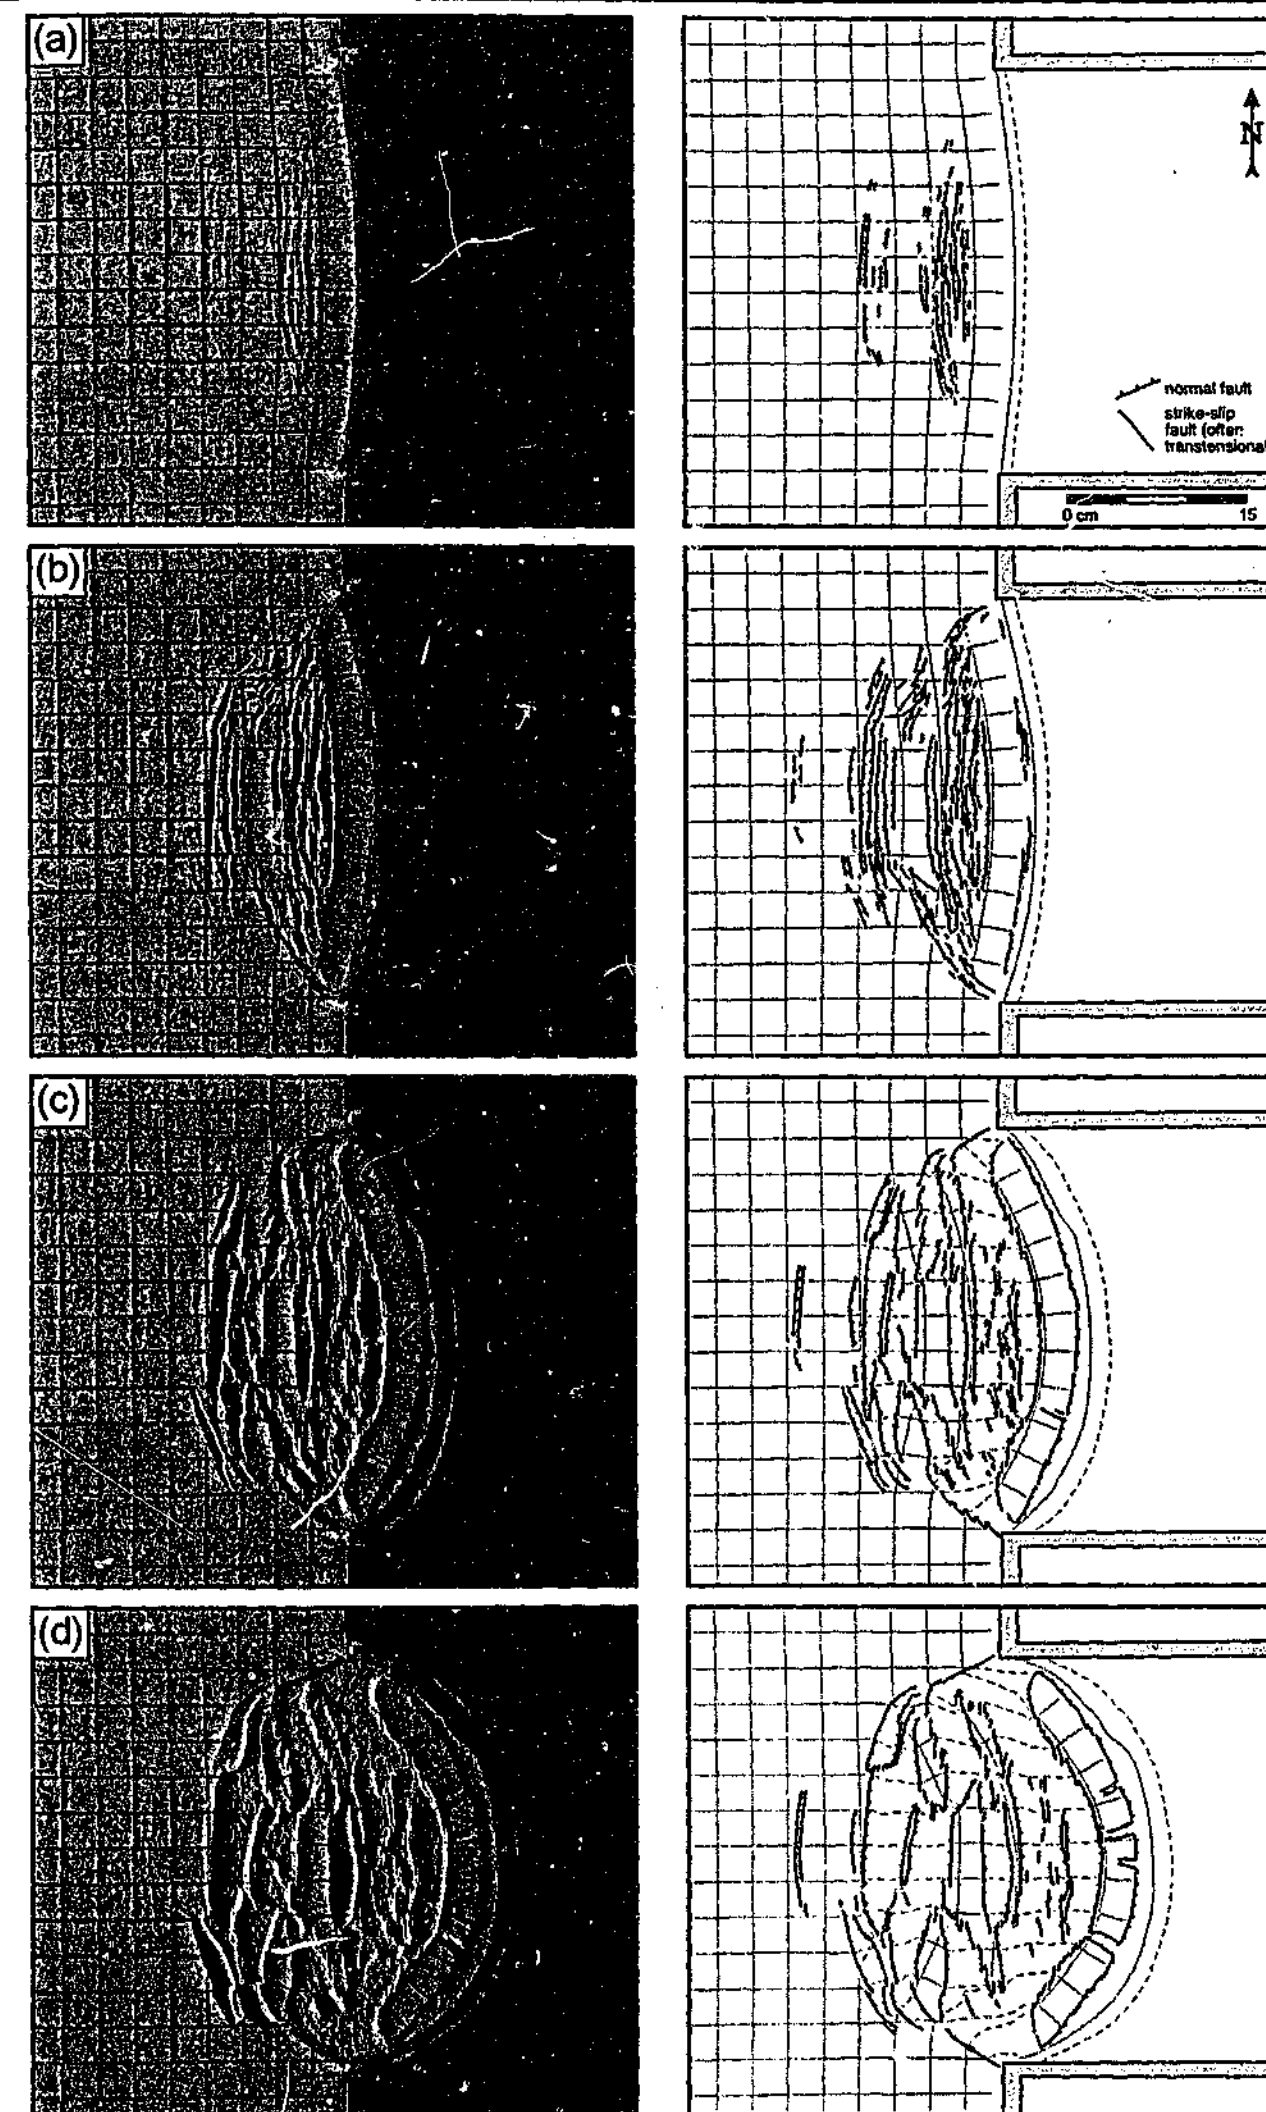 (a)
N
normal fault
strike-slip
fault (often
transtensional
0 cm 15
(b)
(c)
(d)